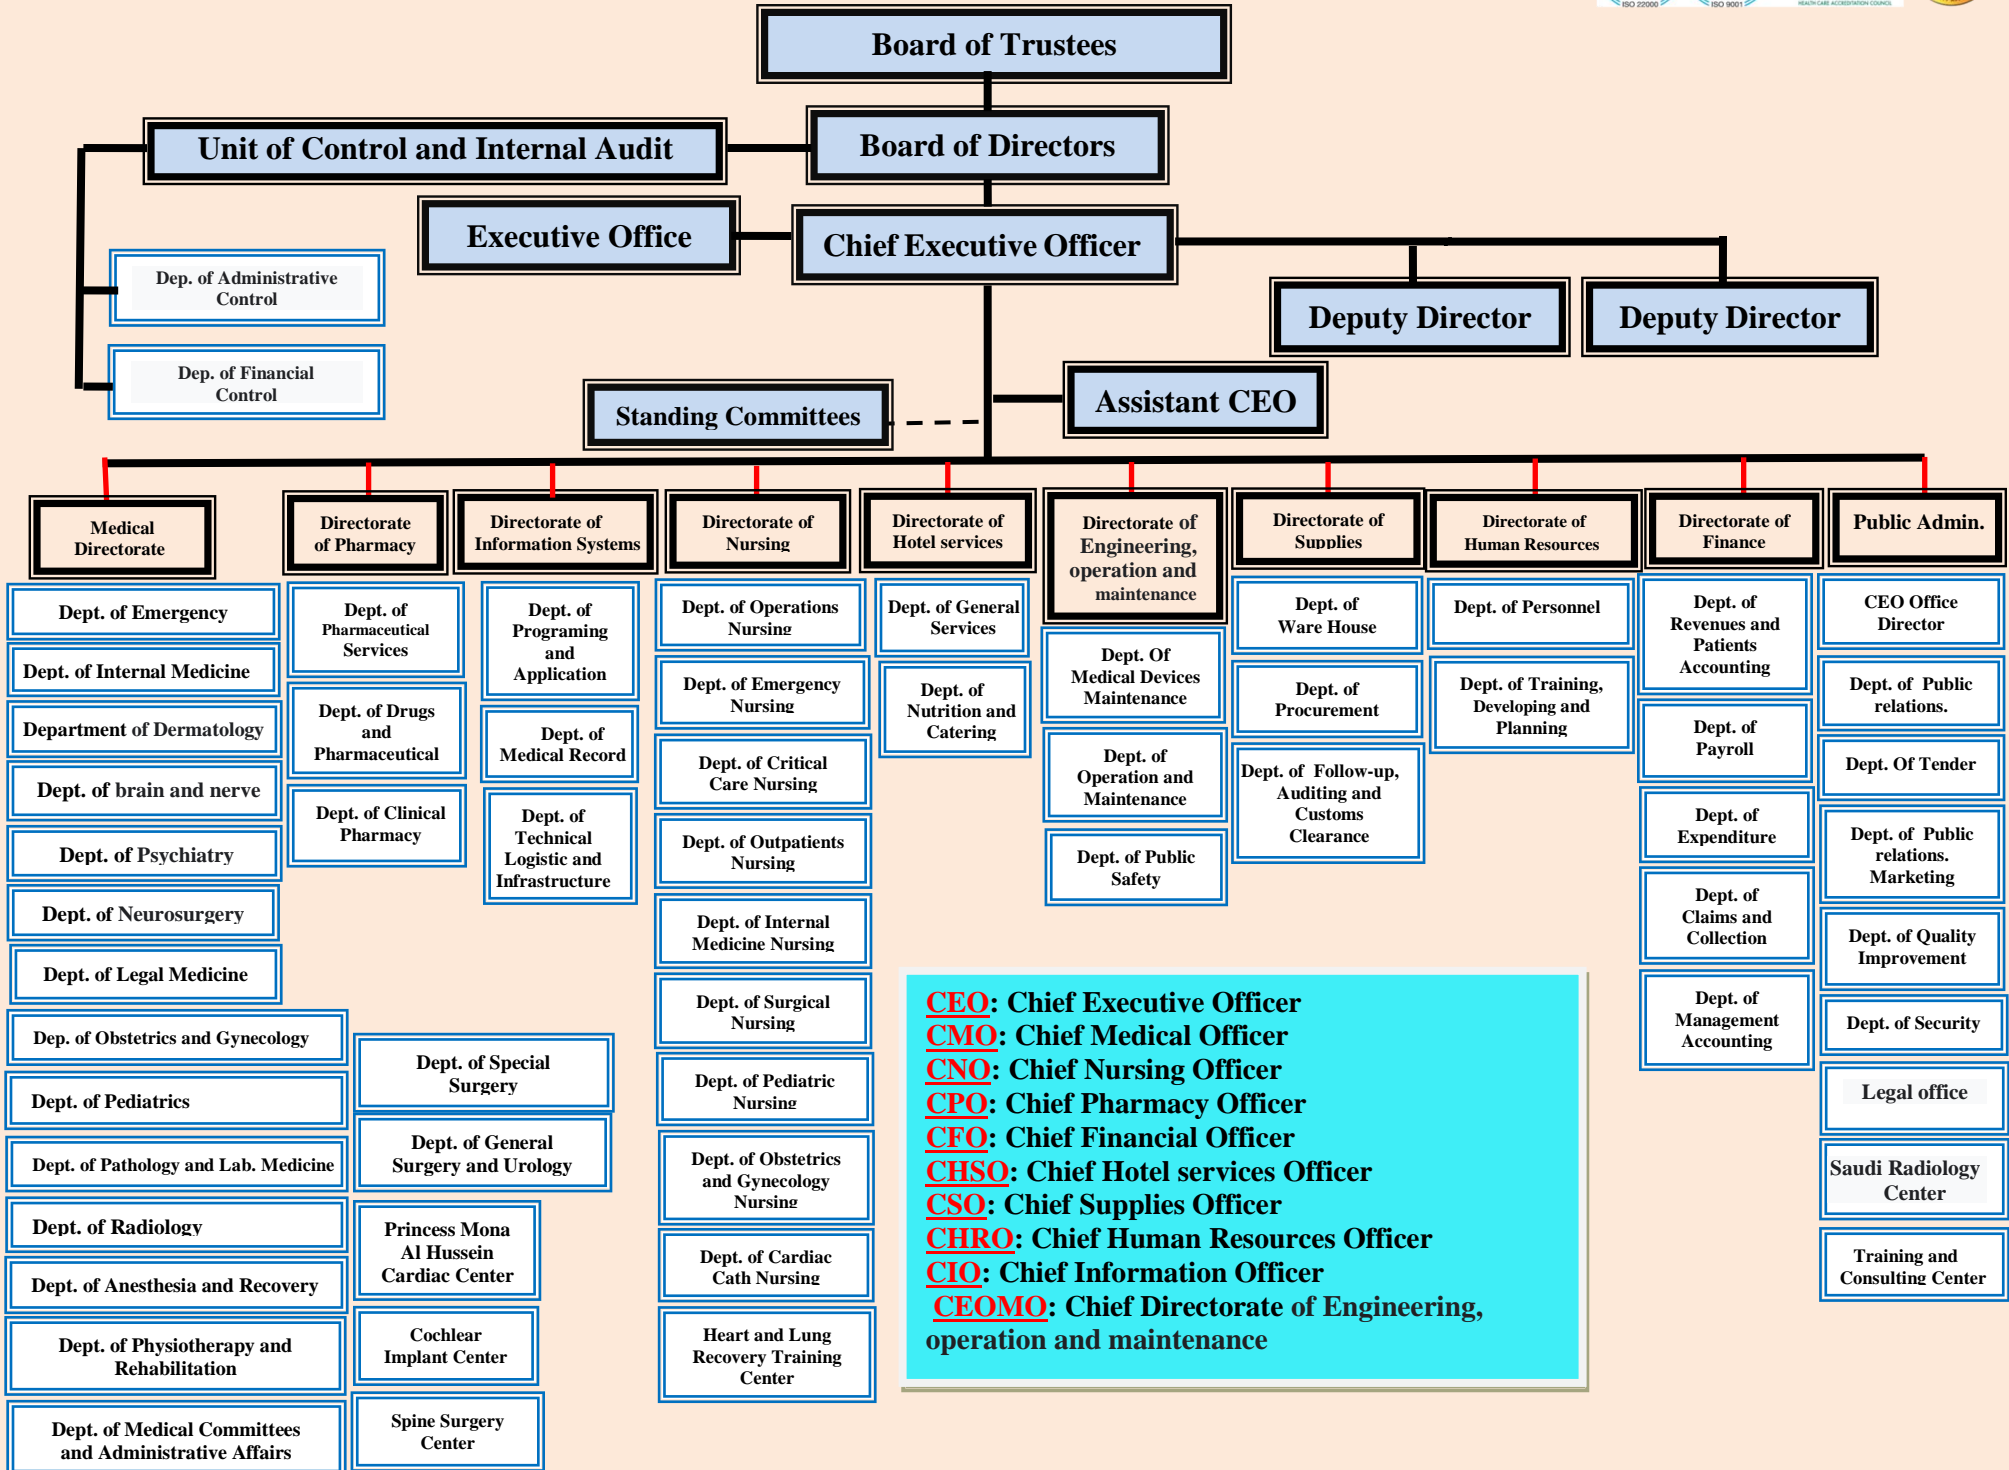 ISO 22000
ISO 9001
HEALTH CARE ACCREDITATION COUNCIL
Board of Trustees
Unit of Control and Internal Audit
Board of Directors
Executive Office
Chief Executive Officer
Dep. of Administrative
Control
Deputy Director
Deputy Director
Dep. of Financial
Control
Standing Committees
Assistant CEO
Medical
Directorate
Dept. of Emergency
Dept. of Internal Medicine
Department of Dermatology
Dept. of brain and nerve
Dept. of Psychiatry
Dept. of Neurosurgery
Dept. of Legal Medicine
Dep. of Obstetrics and Gynecology
Dept. of Pediatrics
Dept. of Pathology and Lab. Medicine
Dept. of Radiology
Dept. of Anesthesia and Recovery
Dept. of Physiotherapy and
Rehabilitation
Dept. of Medical Committees
and Administrative Affairs
Dept. of Special
Surgery
Dept. of General
Surgery and Urology
Princess Mona
Al Hussein
Cardiac Center
Cochlear
Implant Center
Spine Surgery
Center
Directorate
of Pharmacy
Dept. of
Pharmaceutical
Services
Dept. of Drugs
and
Pharmaceutical
Dept. of Clinical
Pharmacy
Directorate of
Information Systems
Dept. of
Programing
and
Application
Dept. of
Medical Record
Dept. of
Technical
Logistic and
Infrastructure
Directorate of
Nursing
Dept. of Operations
Nursing
Dept. of Emergency
Nursing
Dept. of Critical
Care Nursing
Dept. of Outpatients
Nursing
Dept. of Internal
Medicine Nursing
Dept. of Surgical
Nursing
Dept. of Pediatric
Nursing
Dept. of Obstetrics
and Gynecology
Nursing
Dept. of Cardiac
Cath Nursing
Heart and Lung
Recovery Training
Center
Directorate of
Hotel services
Dept. of General
Services
Dept. of
Nutrition and
Catering
Directorate of
Engineering,
operation and
maintenance
Dept. Of
Medical Devices
Maintenance
Dept. of
Operation and
Maintenance
Dept. of Public
Safety
Directorate of
Supplies
Dept. of
Ware House
Dept. of
Procurement
Dept. of Follow-up,
Auditing and
Customs
Clearance
Directorate of
Human Resources
Dept. of Personnel
Dept. of Training,
Developing and
Planning
Directorate of
Finance
Dept. of
Revenues and
Patients
Accounting
Dept. of
Payroll
Dept. of
Expenditure
Dept. of
Claims and
Collection
Dept. of
Management
Accounting
Public Admin.
CEO Office
Director
Dept. of Public
relations.
Dept. Of Tender
Dept. of Public
relations.
Marketing
Dept. of Quality
Improvement
Dept. of Security
Legal office
Saudi Radiology
Center
Training and
Consulting Center
CEO: Chief Executive Officer
CMO: Chief Medical Officer
CNO: Chief Nursing Officer
CPO: Chief Pharmacy Officer
CFO: Chief Financial Officer
CHSO: Chief Hotel services Officer
CSO: Chief Supplies Officer
CHRO: Chief Human Resources Officer
CIO: Chief Information Officer
CEOMO: Chief Directorate of Engineering,
operation and maintenance